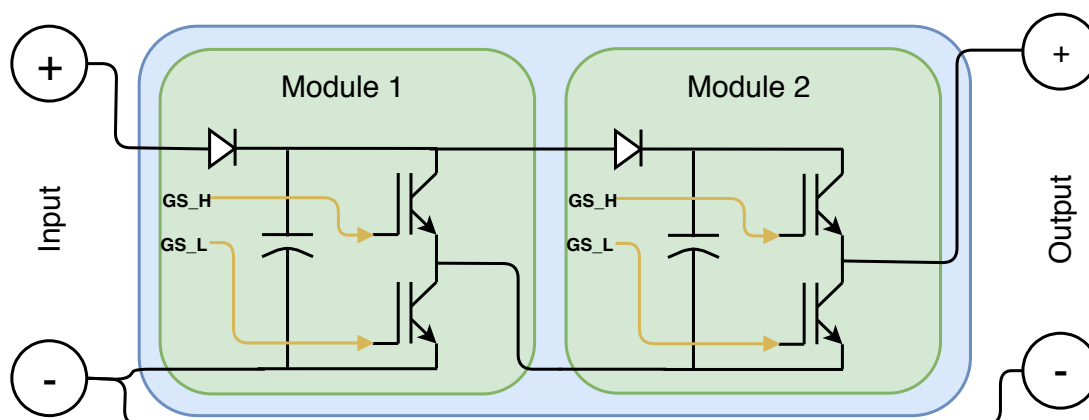 +
Module 1
Module 2
+
GS_H
GS_L
GS_H
GS_L
Input
Output
-
-